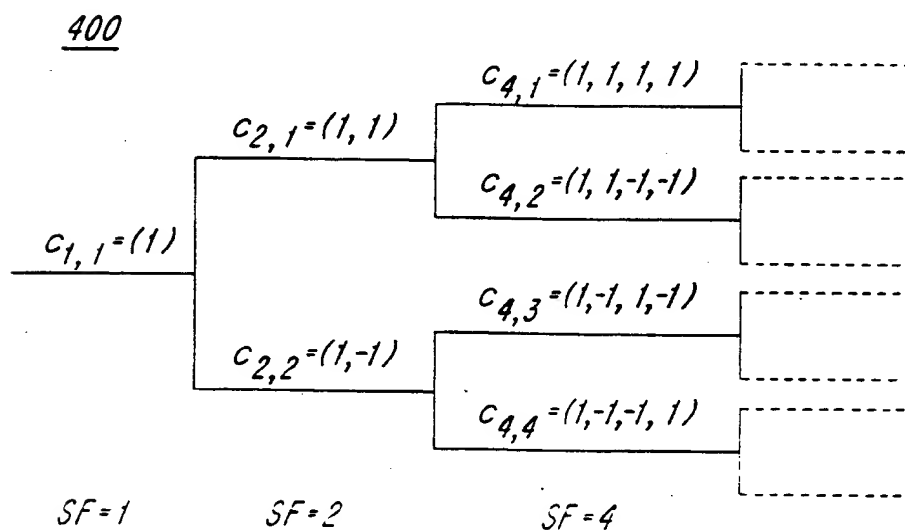 400
c4,1=(1, 1, 1, 1)
c2,1=(1, 1)
c4,2=(1, 1,-1,-1)
c1,1=(1)
c4,3=(1,-1, 1,-1)
c2,2=(1,-1)
c4,4=(1,-1,-1, 1)
SF=1 SF=2 SF=4